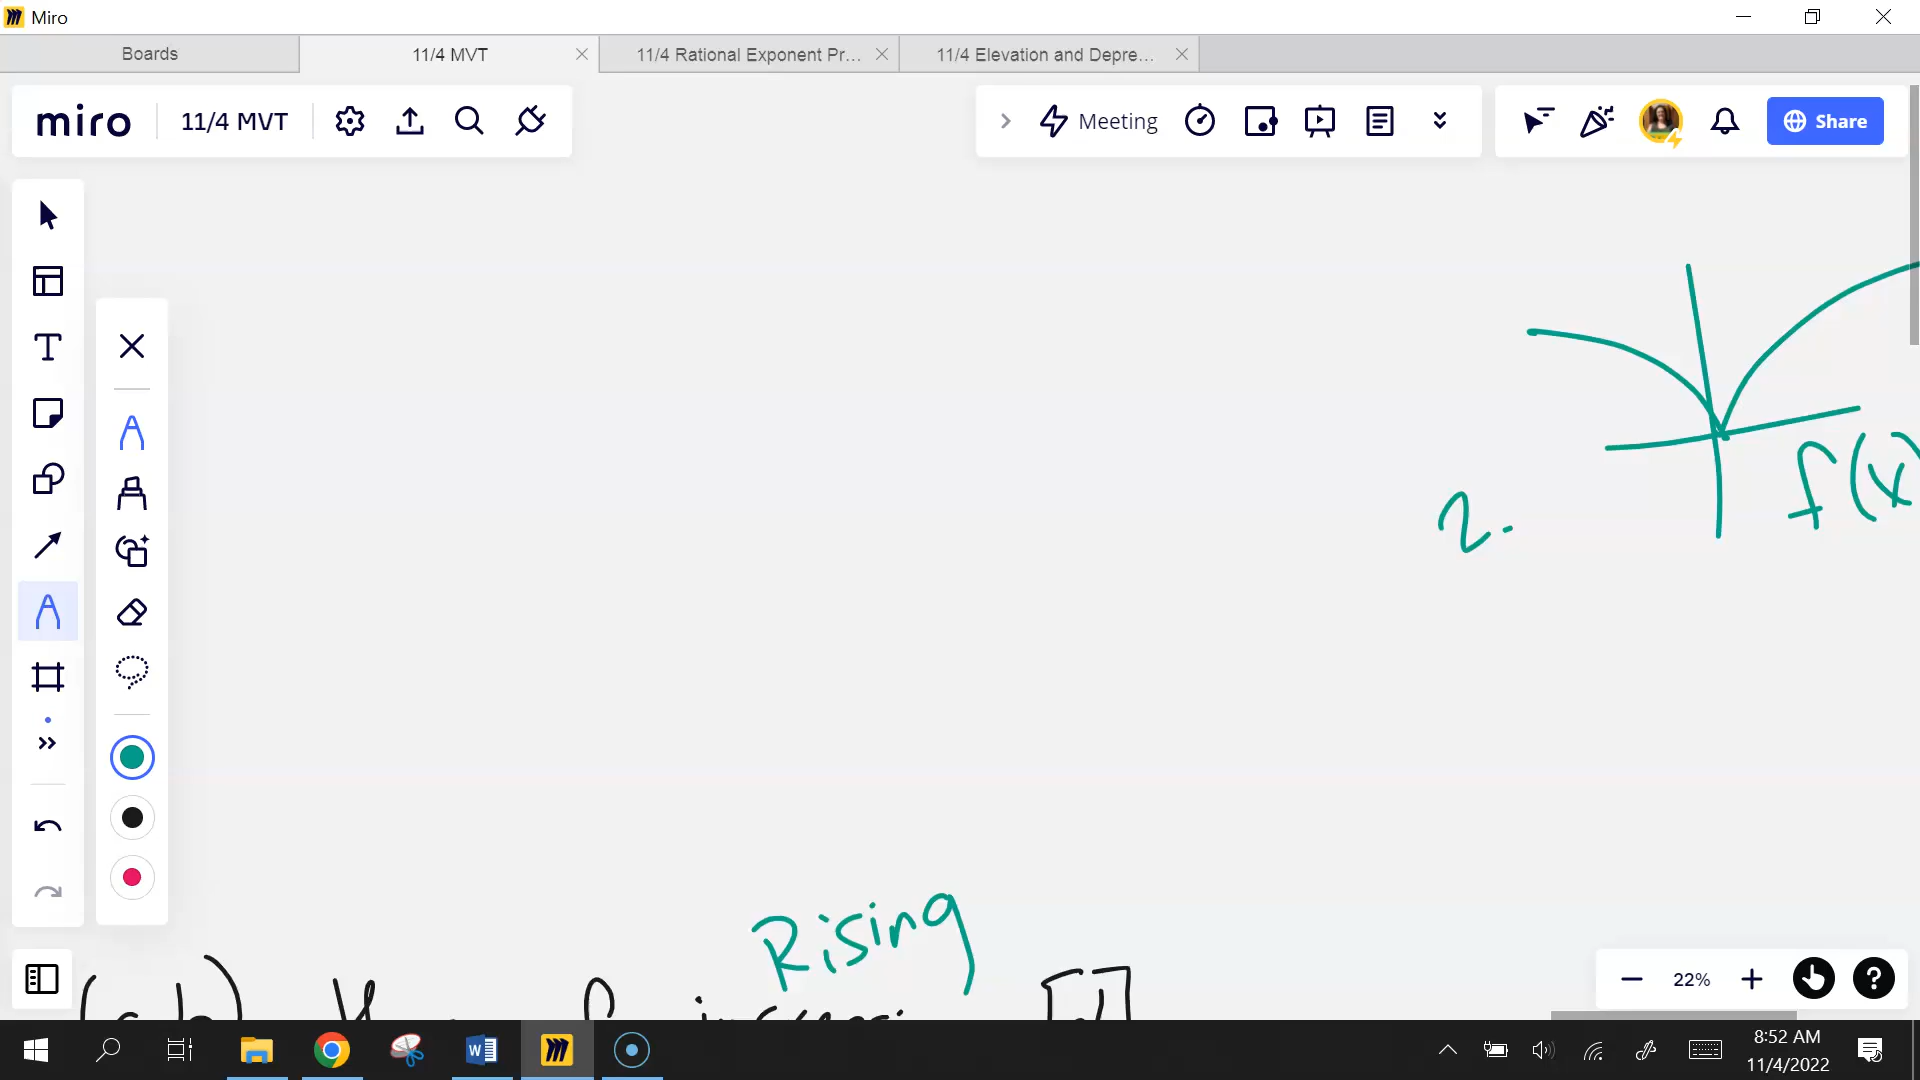 Miro
Boards
11/4 MVT
11/4 Rational Exponent Pr...
11/4 Elevation and Depre...
miro
11/4 MVT
Meeting
Share
f(x)
2.
Rising
(a,b)
22%
8:52 AM
11/4/2022